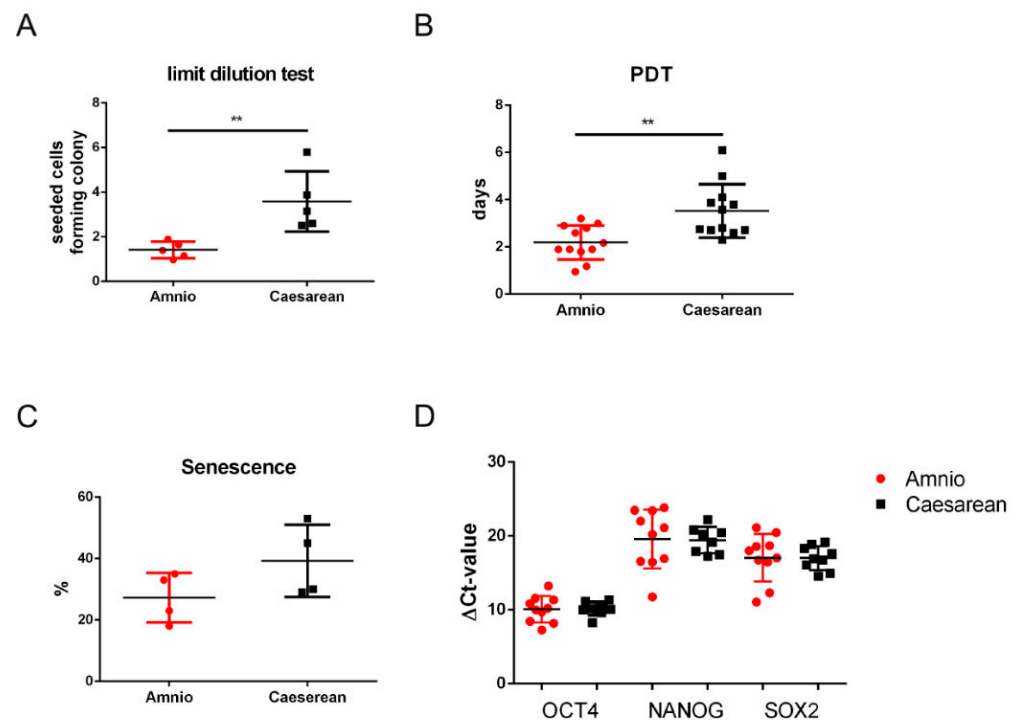 A
limit dilution test
seeded cells
forming colony
8
6
4
2
0
**
Amnio
Caesarean
B
PDT
days
8
6
4
2
0
**
Amnio
Caesarean
C
Senescence
%
60
40
20
0
Amnio
Caeserean
D
ΔCt-value
30
20
10
0
OCT4
NANOG
SOX2
Amnio
Caesarean